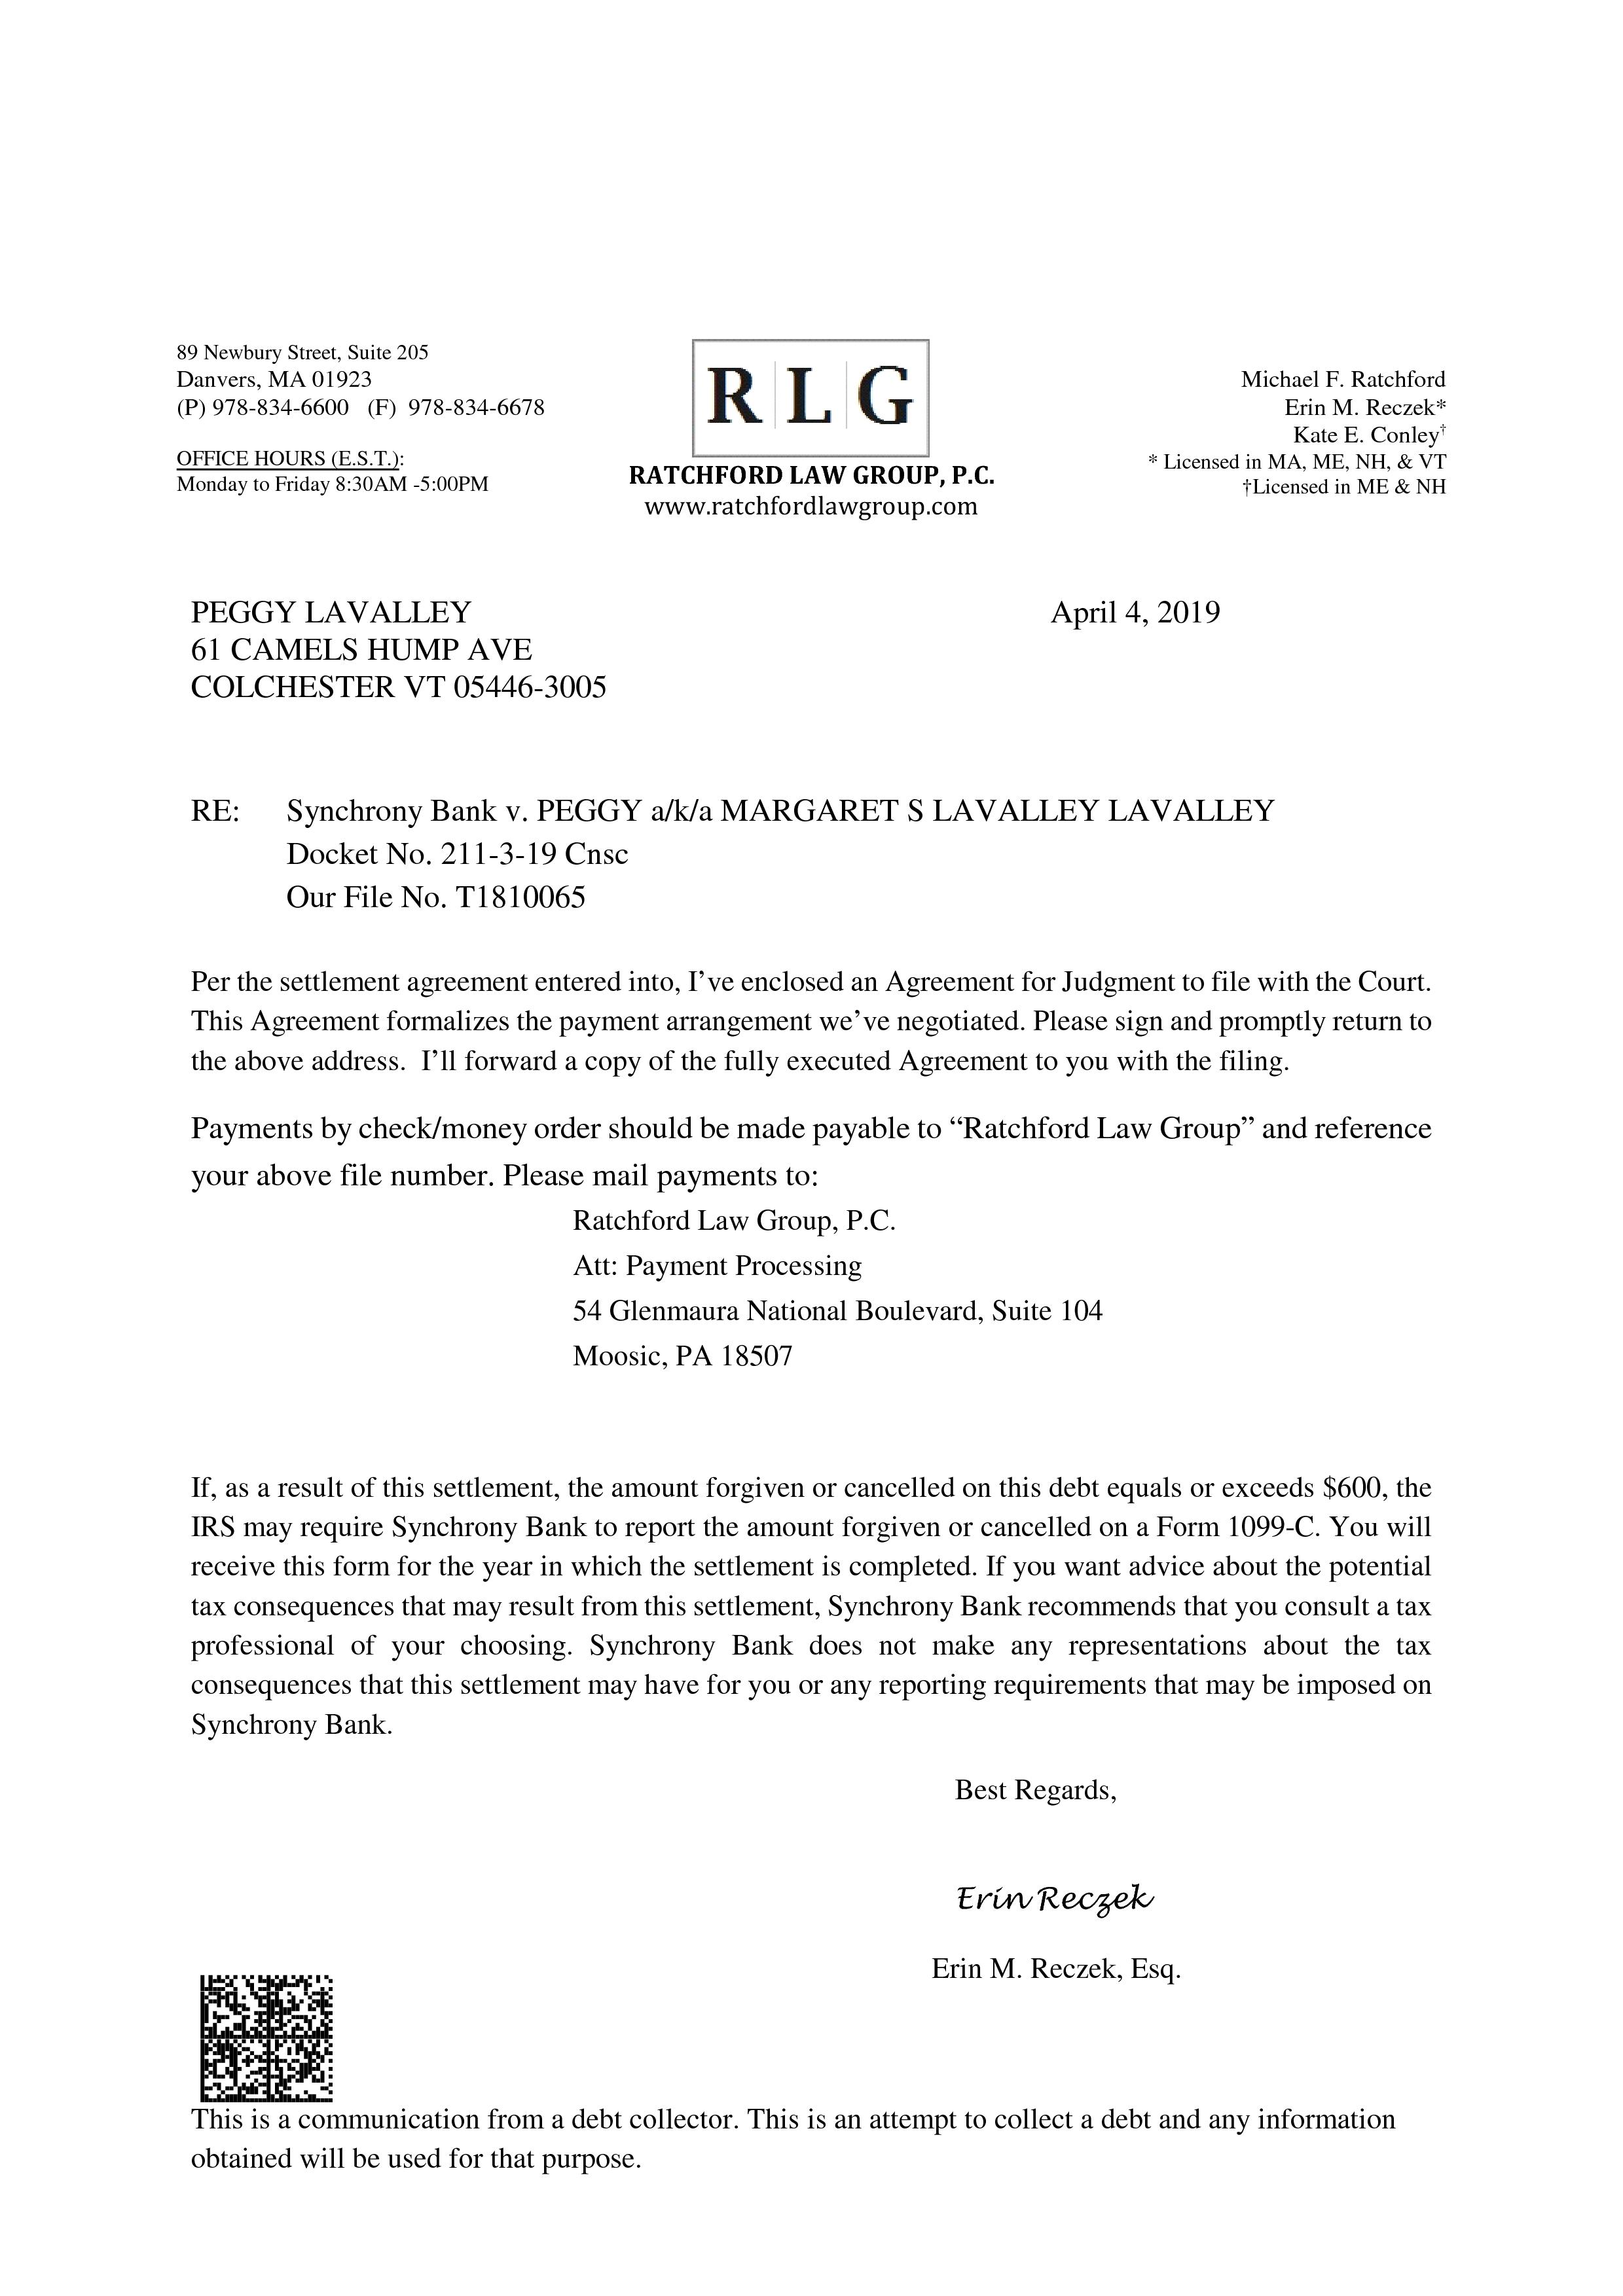 89 Newbury Street, Suite 205
Danvers, MA 01923
(P) 978-834-6600 (F) 978-834-6678
OFFICE HOURS (E.S.T.):
Monday to Friday 8:30AM -5:00PM
R L G
RATCHFORD LAW GROUP, P.C.
www.ratchfordlawgroup.com
Michael F. Ratchford
Erin M. Reczek*
Kate E. Conley†
* Licensed in MA, ME, NH, & VT
†Licensed in ME & NH
PEGGY LAVALLEY
61 CAMELS HUMP AVE
COLCHESTER VT 05446-3005
April 4, 2019
RE: Synchrony Bank v. PEGGY a/k/a MARGARET S LAVALLEY LAVALLEY
Docket No. 211-3-19 Cnsc
Our File No. T1810065
Per the settlement agreement entered into, I’ve enclosed an Agreement for Judgment to file with the Court.
This Agreement formalizes the payment arrangement we’ve negotiated. Please sign and promptly return to
the above address. I’ll forward a copy of the fully executed Agreement to you with the filing.
Payments by check/money order should be made payable to “Ratchford Law Group” and reference
your above file number. Please mail payments to:
Ratchford Law Group, P.C.
Att: Payment Processing
54 Glenmaura National Boulevard, Suite 104
Moosic, PA 18507
If, as a result of this settlement, the amount forgiven or cancelled on this debt equals or exceeds $600, the
IRS may require Synchrony Bank to report the amount forgiven or cancelled on a Form 1099-C. You will
receive this form for the year in which the settlement is completed. If you want advice about the potential
tax consequences that may result from this settlement, Synchrony Bank recommends that you consult a tax
professional of your choosing. Synchrony Bank does not make any representations about the tax
consequences that this settlement may have for you or any reporting requirements that may be imposed on
Synchrony Bank.
Best Regards,
Erin Reczek
Erin M. Reczek, Esq.
This is a communication from a debt collector. This is an attempt to collect a debt and any information
obtained will be used for that purpose.